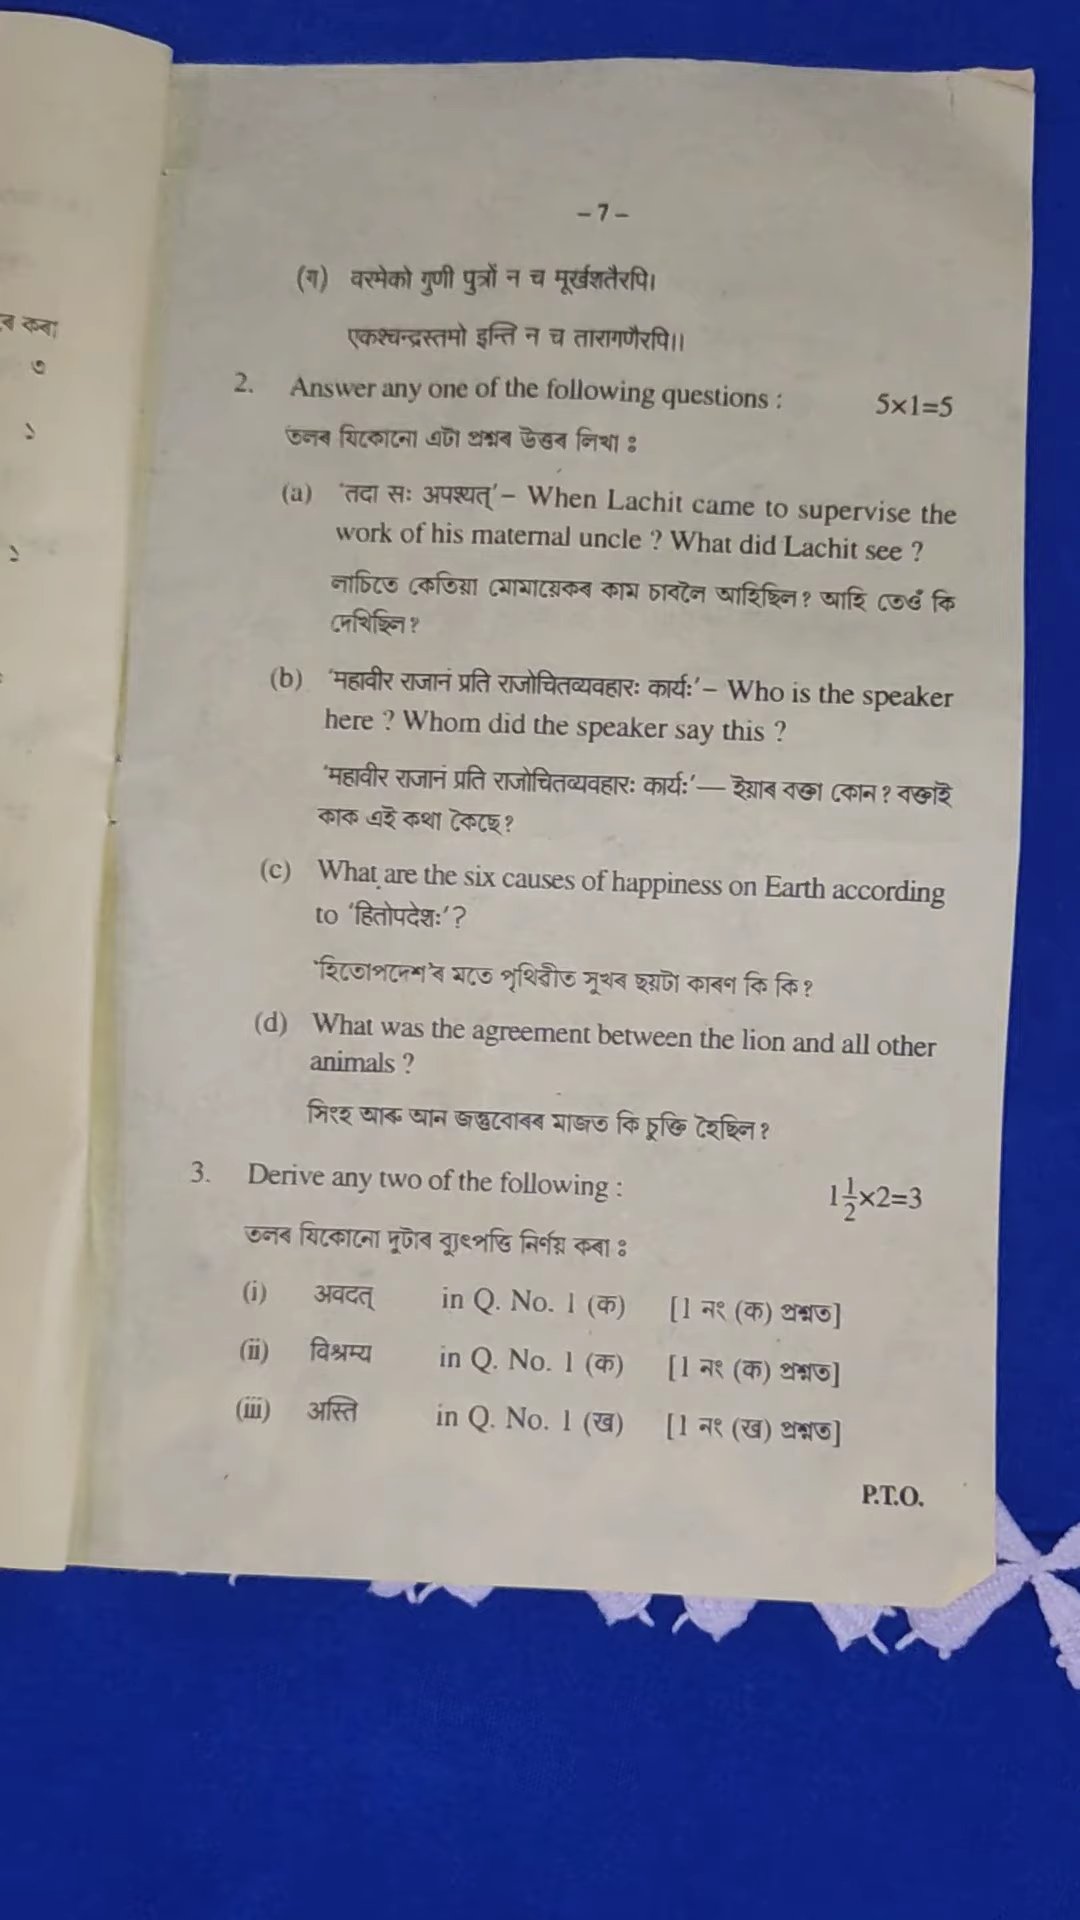 ৰ কৰা
৩
১
১
–7–
(ग) वरमेको गुणी पुत्रों न च मूर्खशतैरपि।
एकश्चन्द्रस्तमो हन्ति न च तारागणैरपि।।
2. Answer any one of the following questions : 5×1=5
তলৰ যিকোনো এটা প্ৰশ্নৰ উত্তৰ লিখা ঃ
(a) 'तदा सः अपश्यत्'– When Lachit came to supervise the
work of his maternal uncle ? What did Lachit see ?
লাচিতে কেতিয়া মোমায়েকৰ কাম চাবলৈ আহিছিল? আহি তেওঁ কি
দেখিছিল?
(b) 'महावीर राजानं प्रति राजोचितव्यवहारः कार्यः'– Who is the speaker
here ? Whom did the speaker say this ?
'महावीर राजानं प्रति राजोचितव्यवहारः कार्यः'— ইয়াৰ বক্তা কোন? বক্তাই
কাক এই কথা কৈছে?
(c) What are the six causes of happiness on Earth according
to 'हितोपदेशः'?
'হিতোপদেশ'ৰ মতে পৃথিৱীত সুখৰ ছয়টা কাৰণ কি কি?
(d) What was the agreement between the lion and all other
animals ?
সিংহ আৰু আন জন্তুবোৰৰ মাজত কি চুক্তি হৈছিল?
3. Derive any two of the following : 1½×2=3
তলৰ যিকোনো দুটাৰ ব্যুৎপত্তি নিৰ্ণয় কৰা ঃ
(i) अवदत् in Q. No. 1 (क) [1 নং (क) প্ৰশ্নত]
(ii) विश्रम्य in Q. No. 1 (क) [1 নং (क) প্ৰশ্নত]
(iii) अस्ति in Q. No. 1 (ख) [1 নং (ख) প্ৰশ্নত]
P.T.O.